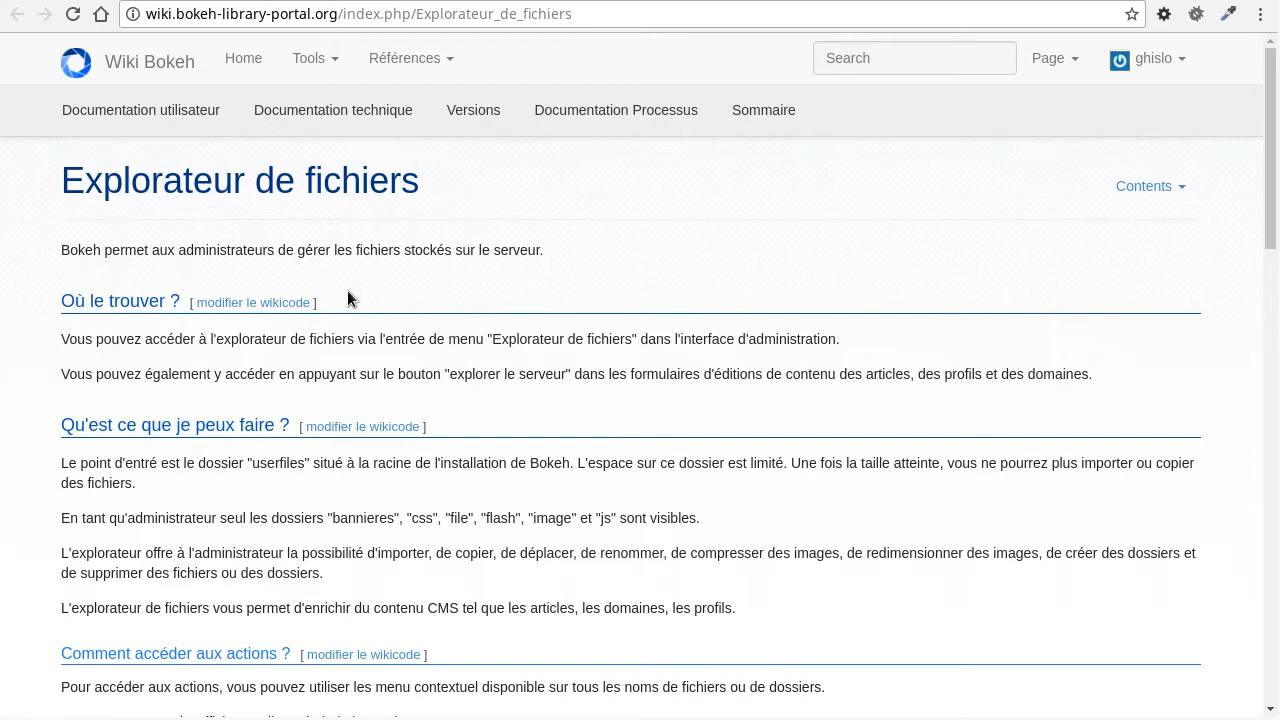 wiki.bokeh-library-portal.org/index.php/Explorateur_de_fichiers
Wiki Bokeh Home Tools Références Search Page ghislo
Documentation utilisateur Documentation technique Versions Documentation Processus Sommaire
Explorateur de fichiers
Contents
Bokeh permet aux administrateurs de gérer les fichiers stockés sur le serveur.
Où le trouver ? [ modifier le wikicode ]
Vous pouvez accéder à l'explorateur de fichiers via l'entrée de menu "Explorateur de fichiers" dans l'interface d'administration.
Vous pouvez également y accéder en appuyant sur le bouton "explorer le serveur" dans les formulaires d'éditions de contenu des articles, des profils et des domaines.
Qu'est ce que je peux faire ? [ modifier le wikicode ]
Le point d'entré est le dossier "userfiles" situé à la racine de l'installation de Bokeh. L'espace sur ce dossier est limité. Une fois la taille atteinte, vous ne pourrez plus importer ou copier
des fichiers.
En tant qu'administrateur seul les dossiers "bannieres", "css", "file", "flash", "image" et "js" sont visibles.
L'explorateur offre à l'administrateur la possibilité d'importer, de copier, de déplacer, de renommer, de compresser des images, de redimensionner des images, de créer des dossiers et
de supprimer des fichiers ou des dossiers.
L'explorateur de fichiers vous permet d'enrichir du contenu CMS tel que les articles, les domaines, les profils.
Comment accéder aux actions ? [ modifier le wikicode ]
Pour accéder aux actions, vous pouvez utiliser les menu contextuel disponible sur tous les noms de fichiers ou de dossiers.